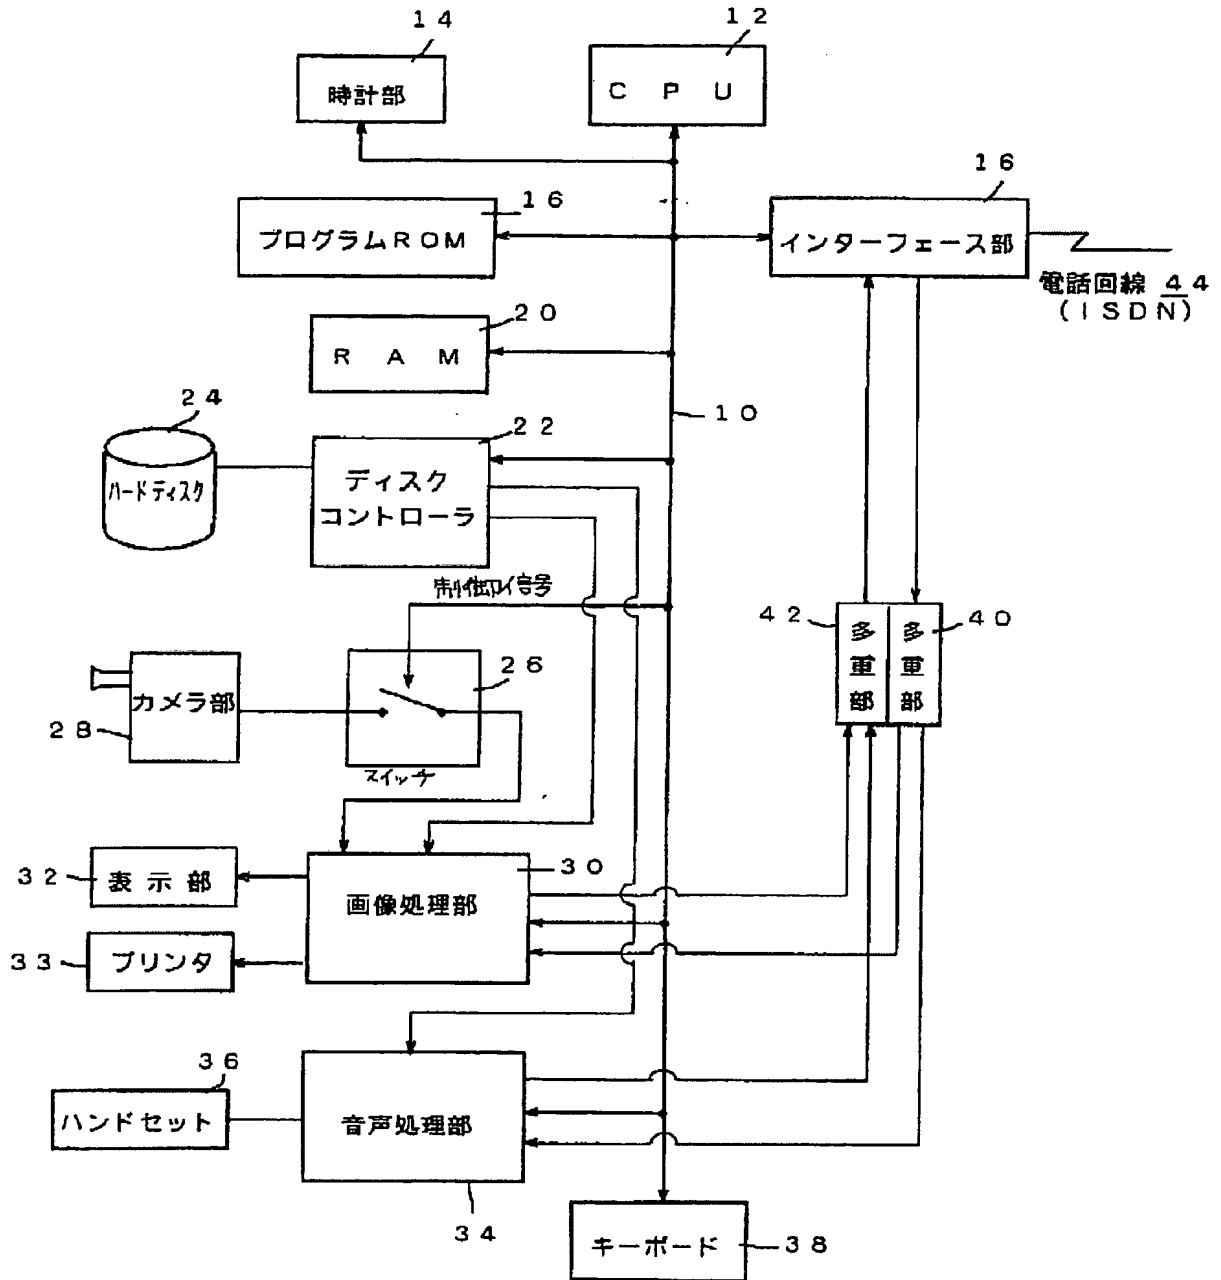 14
12
時計部
CPU
16
プログラムROM
16
インターフェース部
電話回線 44
(ISDN)
20
RAM
10
24
ハードディスク
22
ディスク
コントローラ
制御信号
42
多重部
多重部
40
カメラ部
28
26
スイッチ
32
表示部
33
プリンタ
30
画像処理部
36
ハンドセット
音声処理部
34
キーボード
38